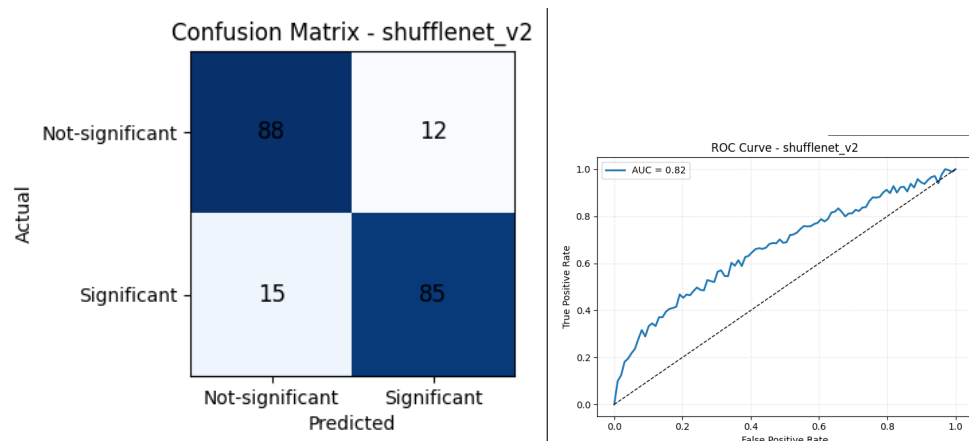 Confusion Matrix - shufflenet_v2
Actual
Not-significant
88
12
Significant
15
85
Not-significant
Significant
Predicted
ROC Curve - shufflenet_v2
AUC = 0.82
True Positive Rate
1.0
0.8
0.6
0.4
0.2
0.0
0.0
0.2
0.4
0.6
0.8
1.0
False Positive Rate